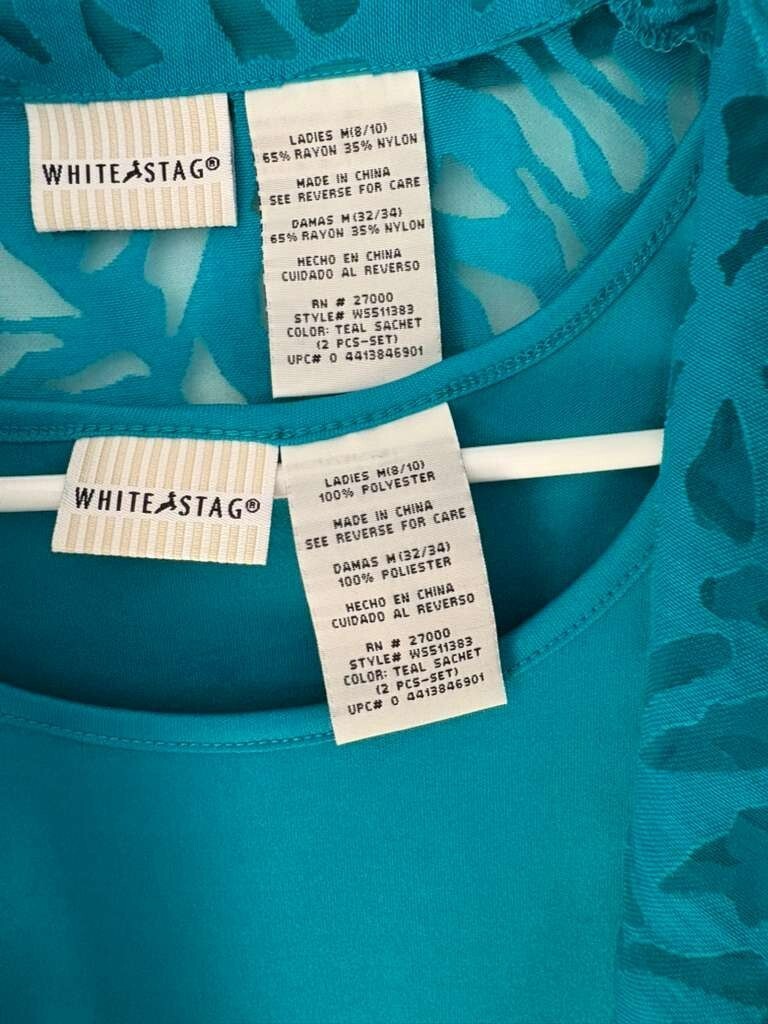 WHITE STAG®
LADIES M(8/10)
65% RAYON 35% NYLON
MADE IN CHINA
SEE REVERSE FOR CARE
DAMAS M(32/34)
65% RAYON 35% NYLON
HECHO EN CHINA
CUIDADO AL REVERSO
RN # 27000
STYLE# WS511383
COLOR: TEAL SACHET
(2 PCS-SET)
UPC# 0 4413846901
WHITE STAG®
LADIES M(8/10)
100% POLYESTER
MADE IN CHINA
SEE REVERSE FOR CARE
DAMAS M(32/34)
100% POLIESTER
HECHO EN CHINA
CUIDADO AL REVERSO
RN # 27000
STYLE# WS511383
COLOR: TEAL SACHET
(2 PCS-SET)
UPC# 0 4413846901